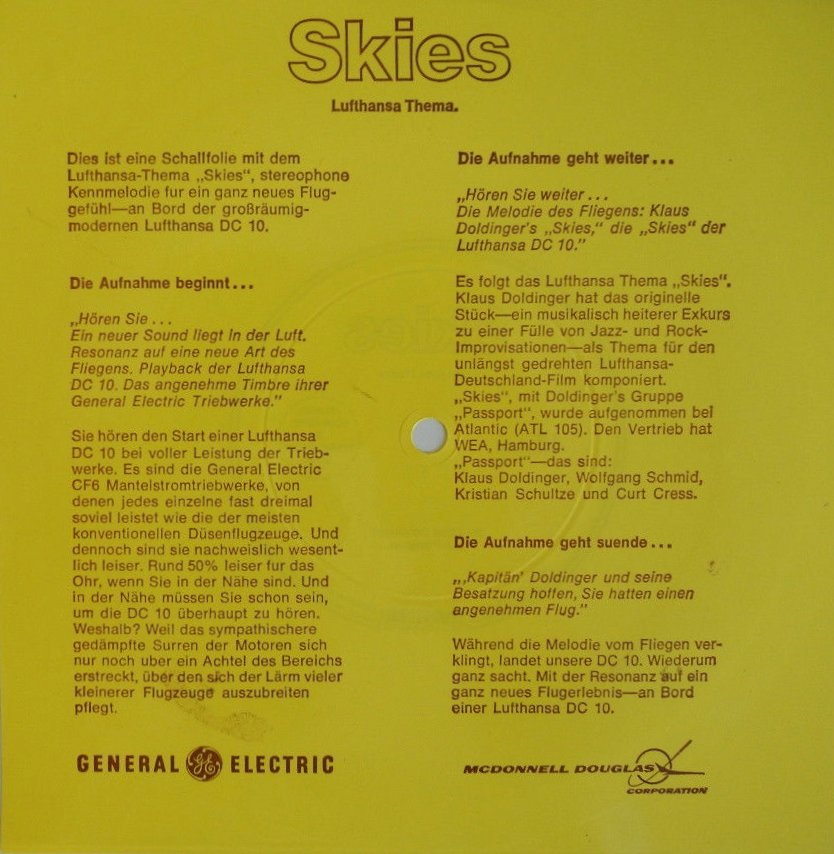 Skies
Lufthansa Thema.
Dies ist eine Schallfolie mit dem
Lufthansa-Thema „Skies", stereophone
Kennmelodie fur ein ganz neues Flug-
gefühl—an Bord der großräumig-
modernen Lufthansa DC 10.
Die Aufnahme beginnt...
„Hören Sie...
Ein neuer Sound liegt in der Luft.
Resonanz auf eine neue Art des
Fliegens. Playback der Lufthansa
DC 10. Das angenehme Timbre ihrer
General Electric Triebwerke."
Sie hören den Start einer Lufthansa
DC 10 bei voller Leistung der Trieb-
werke. Es sind die General Electric
CF6 Mantelstromtriebwerke, von
denen jedes einzelne fast dreimal
soviel leistet wie die der meisten
konventionellen Düsenflugzeuge. Und
dennoch sind sie nachweislich wesent-
lich leiser. Rund 50% leiser fur das
Ohr, wenn Sie in der Nähe sind. Und
in der Nähe müssen Sie schon sein,
um die DC 10 überhaupt zu hören.
Weshalb? Weil das sympathischere
gedämpfte Surren der Motoren sich
nur noch uber ein Achtel des Bereichs
erstreckt, über den sich der Lärm vieler
kleinerer Flugzeuge auszubreiten
pflegt.
GENERAL GE ELECTRIC
Die Aufnahme geht weiter...
„Hören Sie weiter...
Die Melodie des Fliegens: Klaus
Doldinger's „Skies," die „Skies" der
Lufthansa DC 10."
Es folgt das Lufthansa Thema „Skies".
Klaus Doldinger hat das originelle
Stück—ein musikalisch heiterer Exkurs
zu einer Fülle von Jazz- und Rock-
Improvisationen—als Thema für den
unlängst gedrehten Lufthansa-
Deutschland-Film komponiert.
„Skies", mit Doldinger's Gruppe
„Passport", wurde aufgenommen bei
Atlantic (ATL 105). Den Vertrieb hat
WEA, Hamburg.
„Passport"—das sind:
Klaus Doldinger, Wolfgang Schmid,
Kristian Schultze und Curt Cress.
Die Aufnahme geht suende...
„‚Kapitän' Doldinger und seine
Besatzung hoffen, Sie hatten einen
angenehmen Flug."
Während die Melodie vom Fliegen ver-
klingt, landet unsere DC 10. Wiederum
ganz sacht. Mit der Resonanz auf ein
ganz neues Flugerlebnis—an Bord
einer Lufthansa DC 10.
MCDONNELL DOUGLAS
CORPORATION